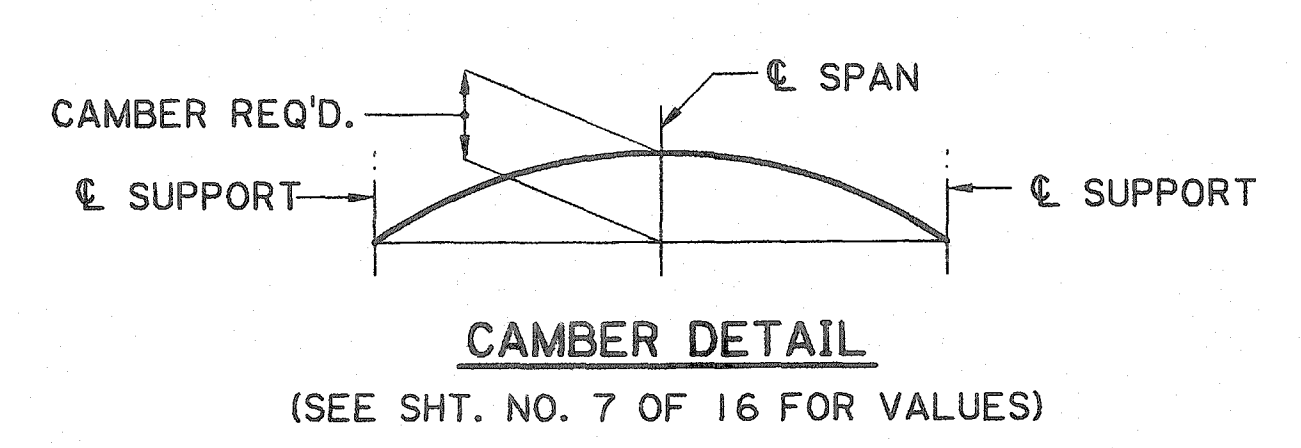 ℄ SPAN
CAMBER REQ'D.
℄ SUPPORT
℄ SUPPORT
CAMBER DETAIL
(SEE SHT. NO. 7 OF 16 FOR VALUES)